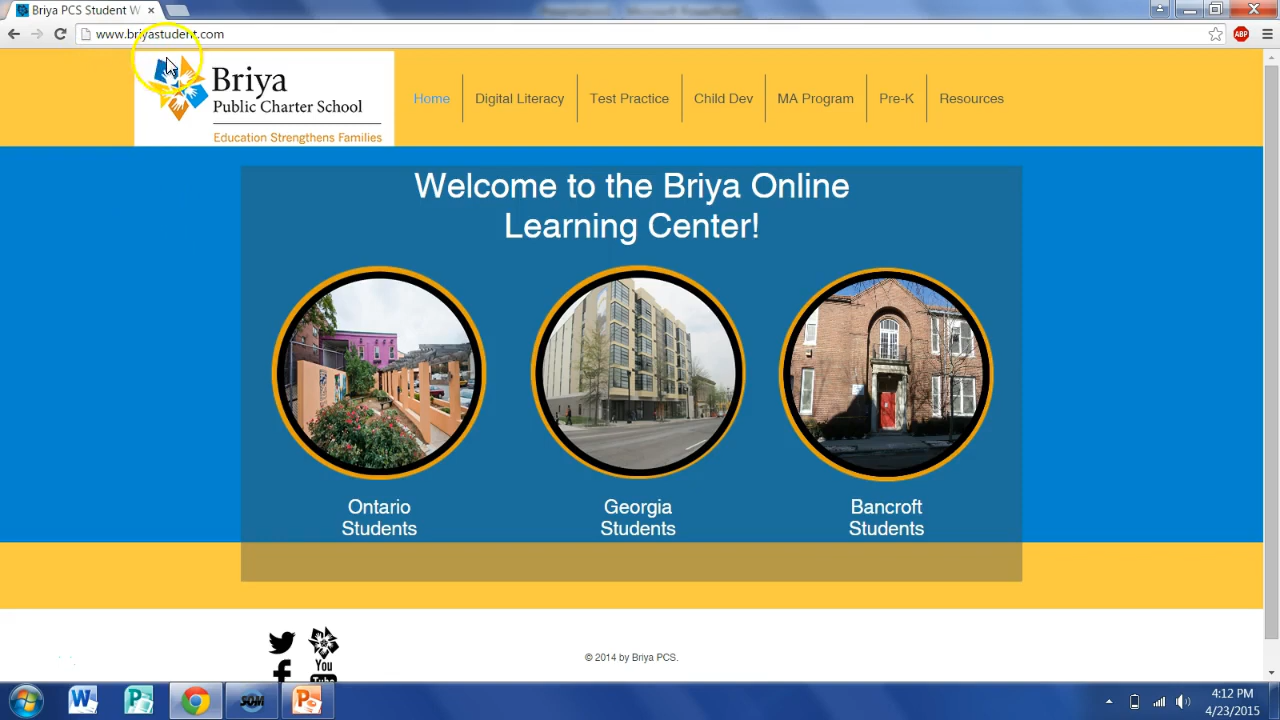 Briya PCS Student W
www.briyastudent.com
ABP
Briya
Public Charter School
Education Strengthens Families
Home
Digital Literacy
Test Practice
Child Dev
MA Program
Pre-K
Resources
Welcome to the Briya Online
Learning Center!
Ontario
Students
Georgia
Students
Bancroft
Students
You
Tube
© 2014 by Briya PCS.
4:12 PM
4/23/2015